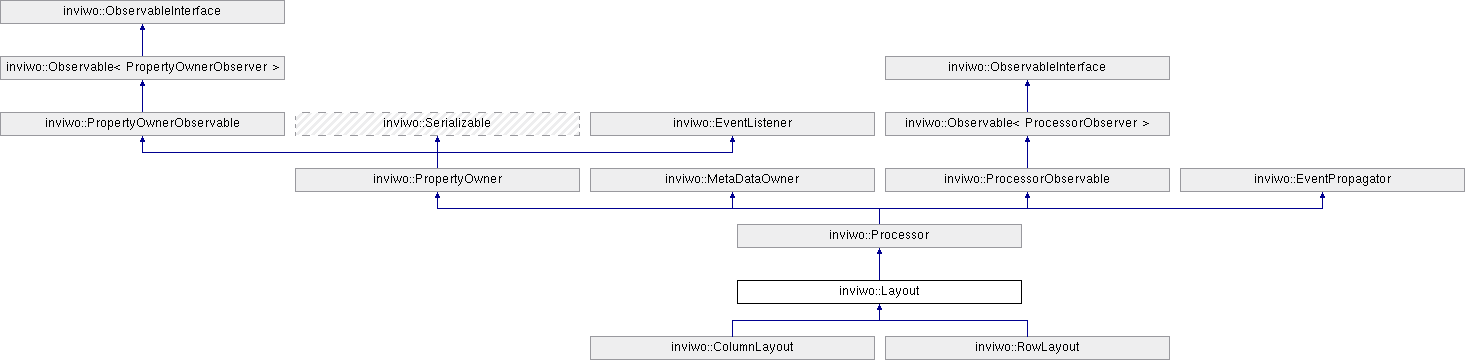 inviwo::ObservableInterface
inviwo::Observable< PropertyOwnerObserver >
inviwo::ObservableInterface
inviwo::PropertyOwnerObservable
inviwo::Serializable
inviwo::EventListener
inviwo::Observable< ProcessorObserver >
inviwo::PropertyOwner
inviwo::MetaDataOwner
inviwo::ProcessorObservable
inviwo::EventPropagator
inviwo::Processor
inviwo::Layout
inviwo::ColumnLayout
inviwo::RowLayout